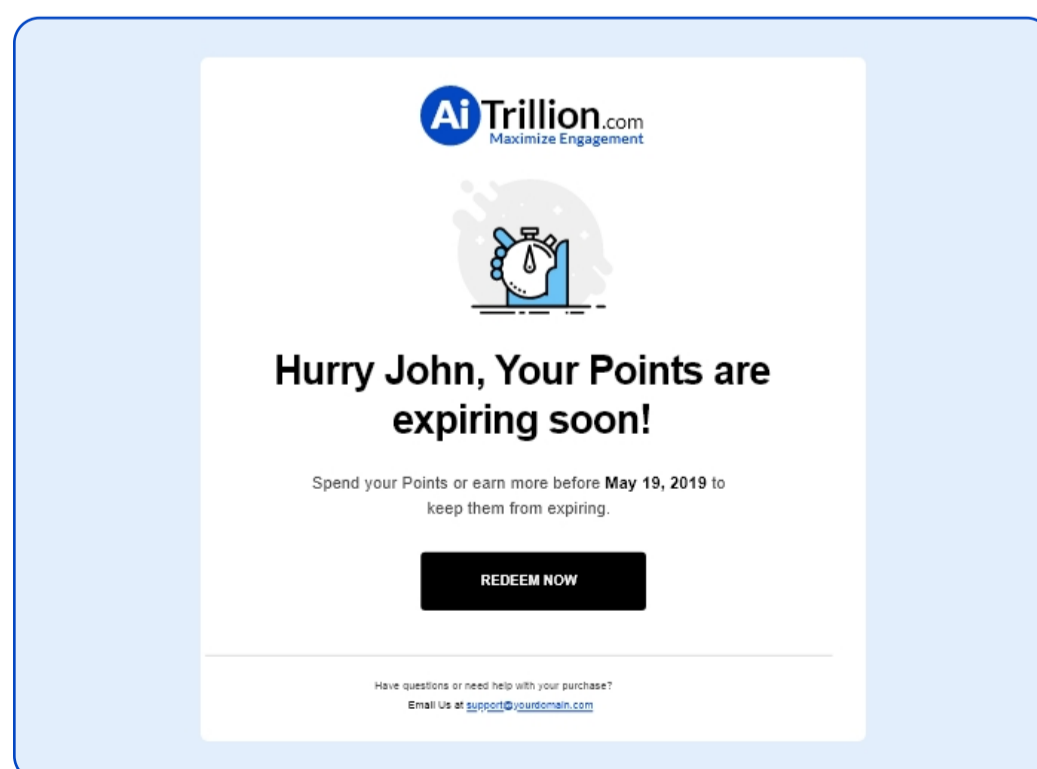 Ai Trillion.com
Maximize Engagement
Hurry John, Your Points are
expiring soon!
Spend your Points or earn more before May 19, 2019 to
keep them from expiring.
REDEEM NOW
Have questions or need help with your purchase?
Email Us at support@yourdomain.com